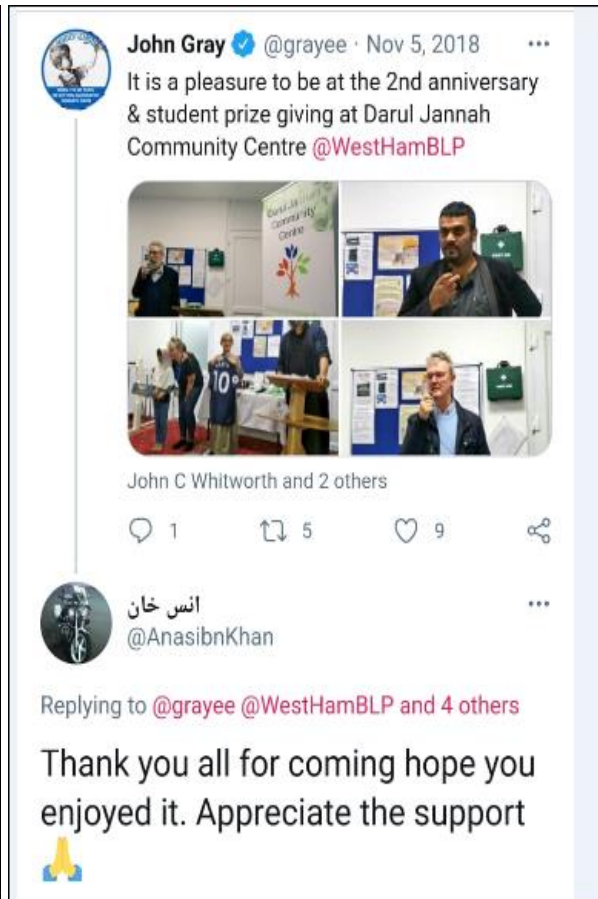 John Gray @grayee · Nov 5, 2018
It is a pleasure to be at the 2nd anniversary
& student prize giving at Darul Jannah
Community Centre @WestHamBLP
Community
Centre
10
John C Whitworth and 2 others
1 5 9
انس خان
@AnasibnKhan
Replying to @grayee @WestHamBLP and 4 others
Thank you all for coming hope you
enjoyed it. Appreciate the support
🙏